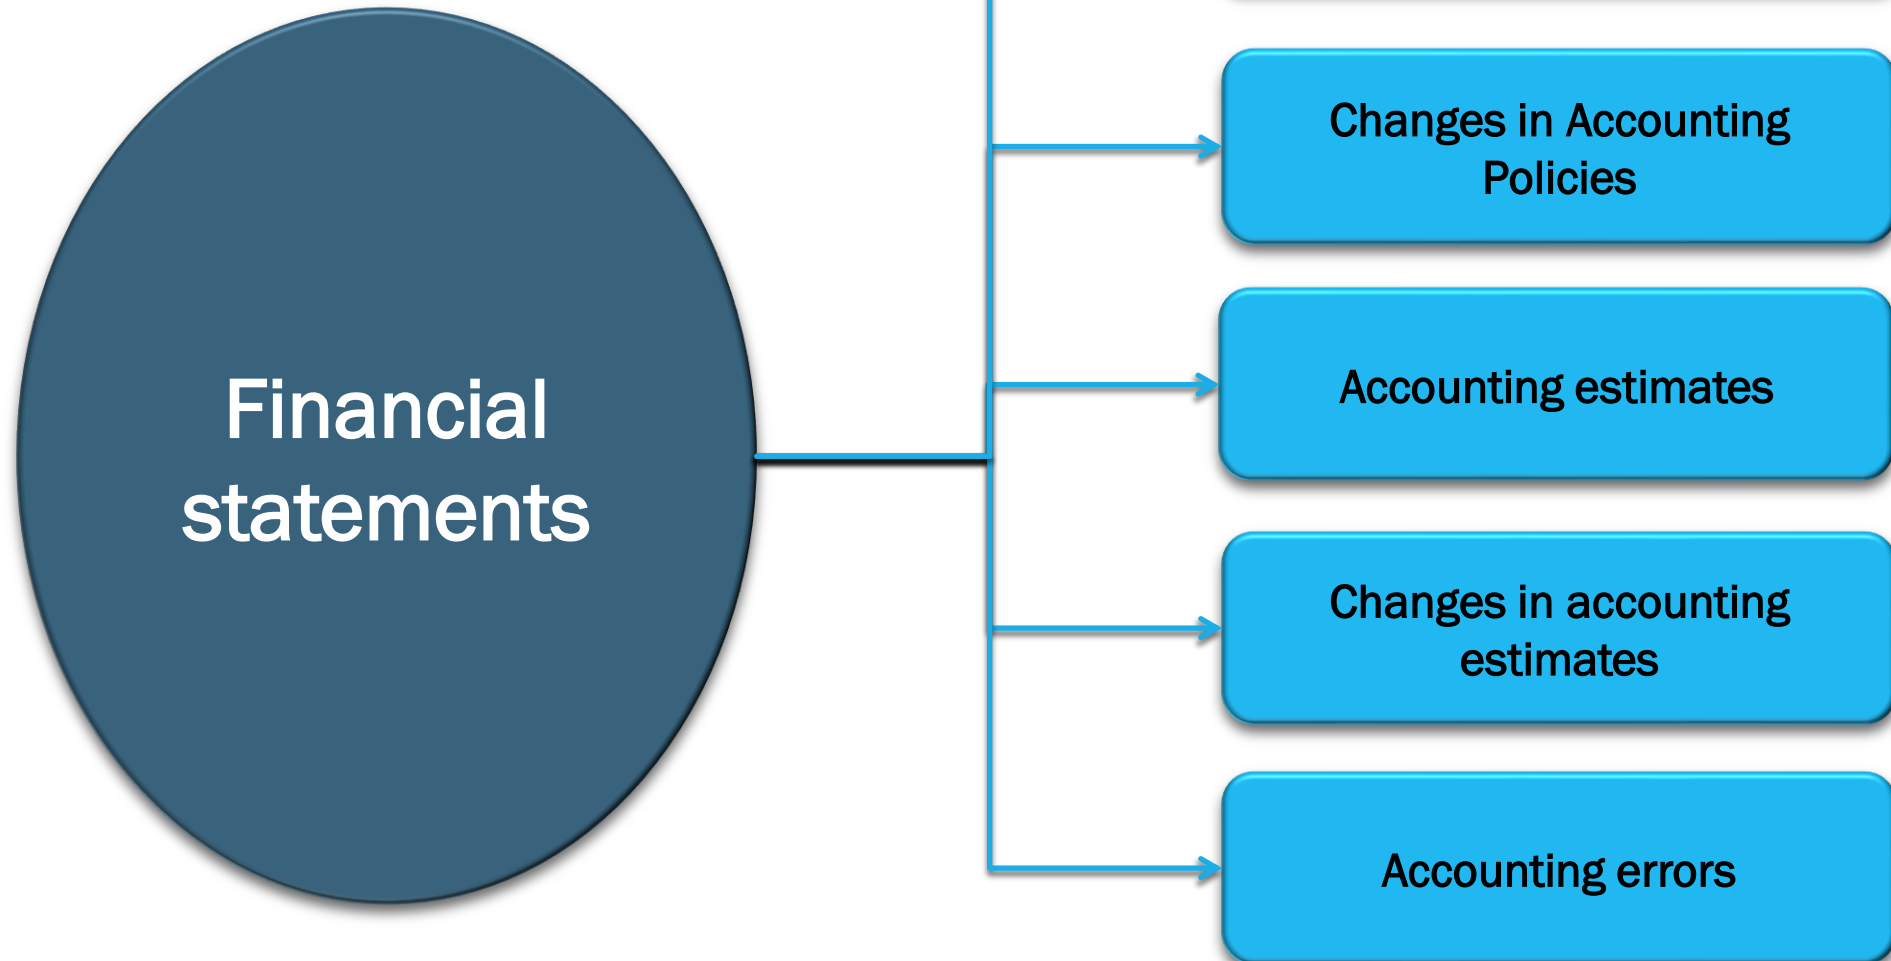 Financial
statements
Changes in Accounting
Policies
Accounting estimates
Changes in accounting
estimates
Accounting errors